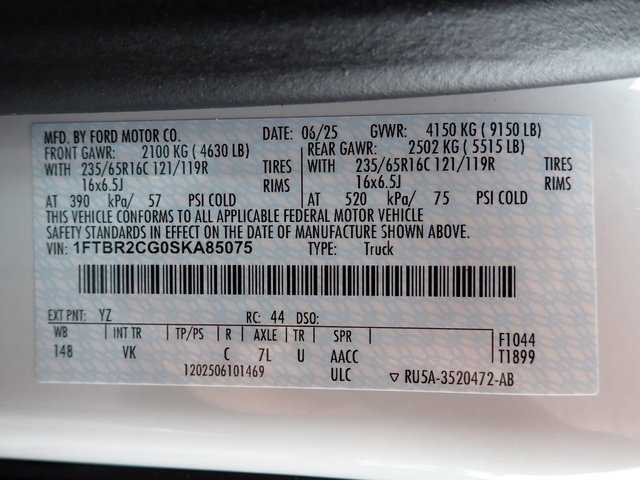 MFD. BY FORD MOTOR CO. DATE: 06/25 GVWR: 4150 KG ( 9150 LB)
FRONT GAWR: 2100 KG ( 4630 LB) REAR GAWR: 2502 KG ( 5515 LB)
WITH 235/65R16C 121/119R TIRES WITH 235/65R16C 121/119R TIRES
16x6.5J RIMS 16x6.5J RIMS
AT 390 kPa/ 57 PSI COLD AT 520 kPa/ 75 PSI COLD
THIS VEHICLE CONFORMS TO ALL APPLICABLE FEDERAL MOTOR VEHICLE
SAFETY STANDARDS IN EFFECT ON THE DATE OF MANUFACTURE SHOWN ABOVE.
VIN: 1FTBR2CG0SKA85075 TYPE: Truck
EXT PNT: YZ RC: 44 DSO:
WB INT TR TP/PS R AXLE TR SPR F1044
148 VK C 7L U AACC T1899
1202506101469 ULC ▽ RU5A-3520472-AB